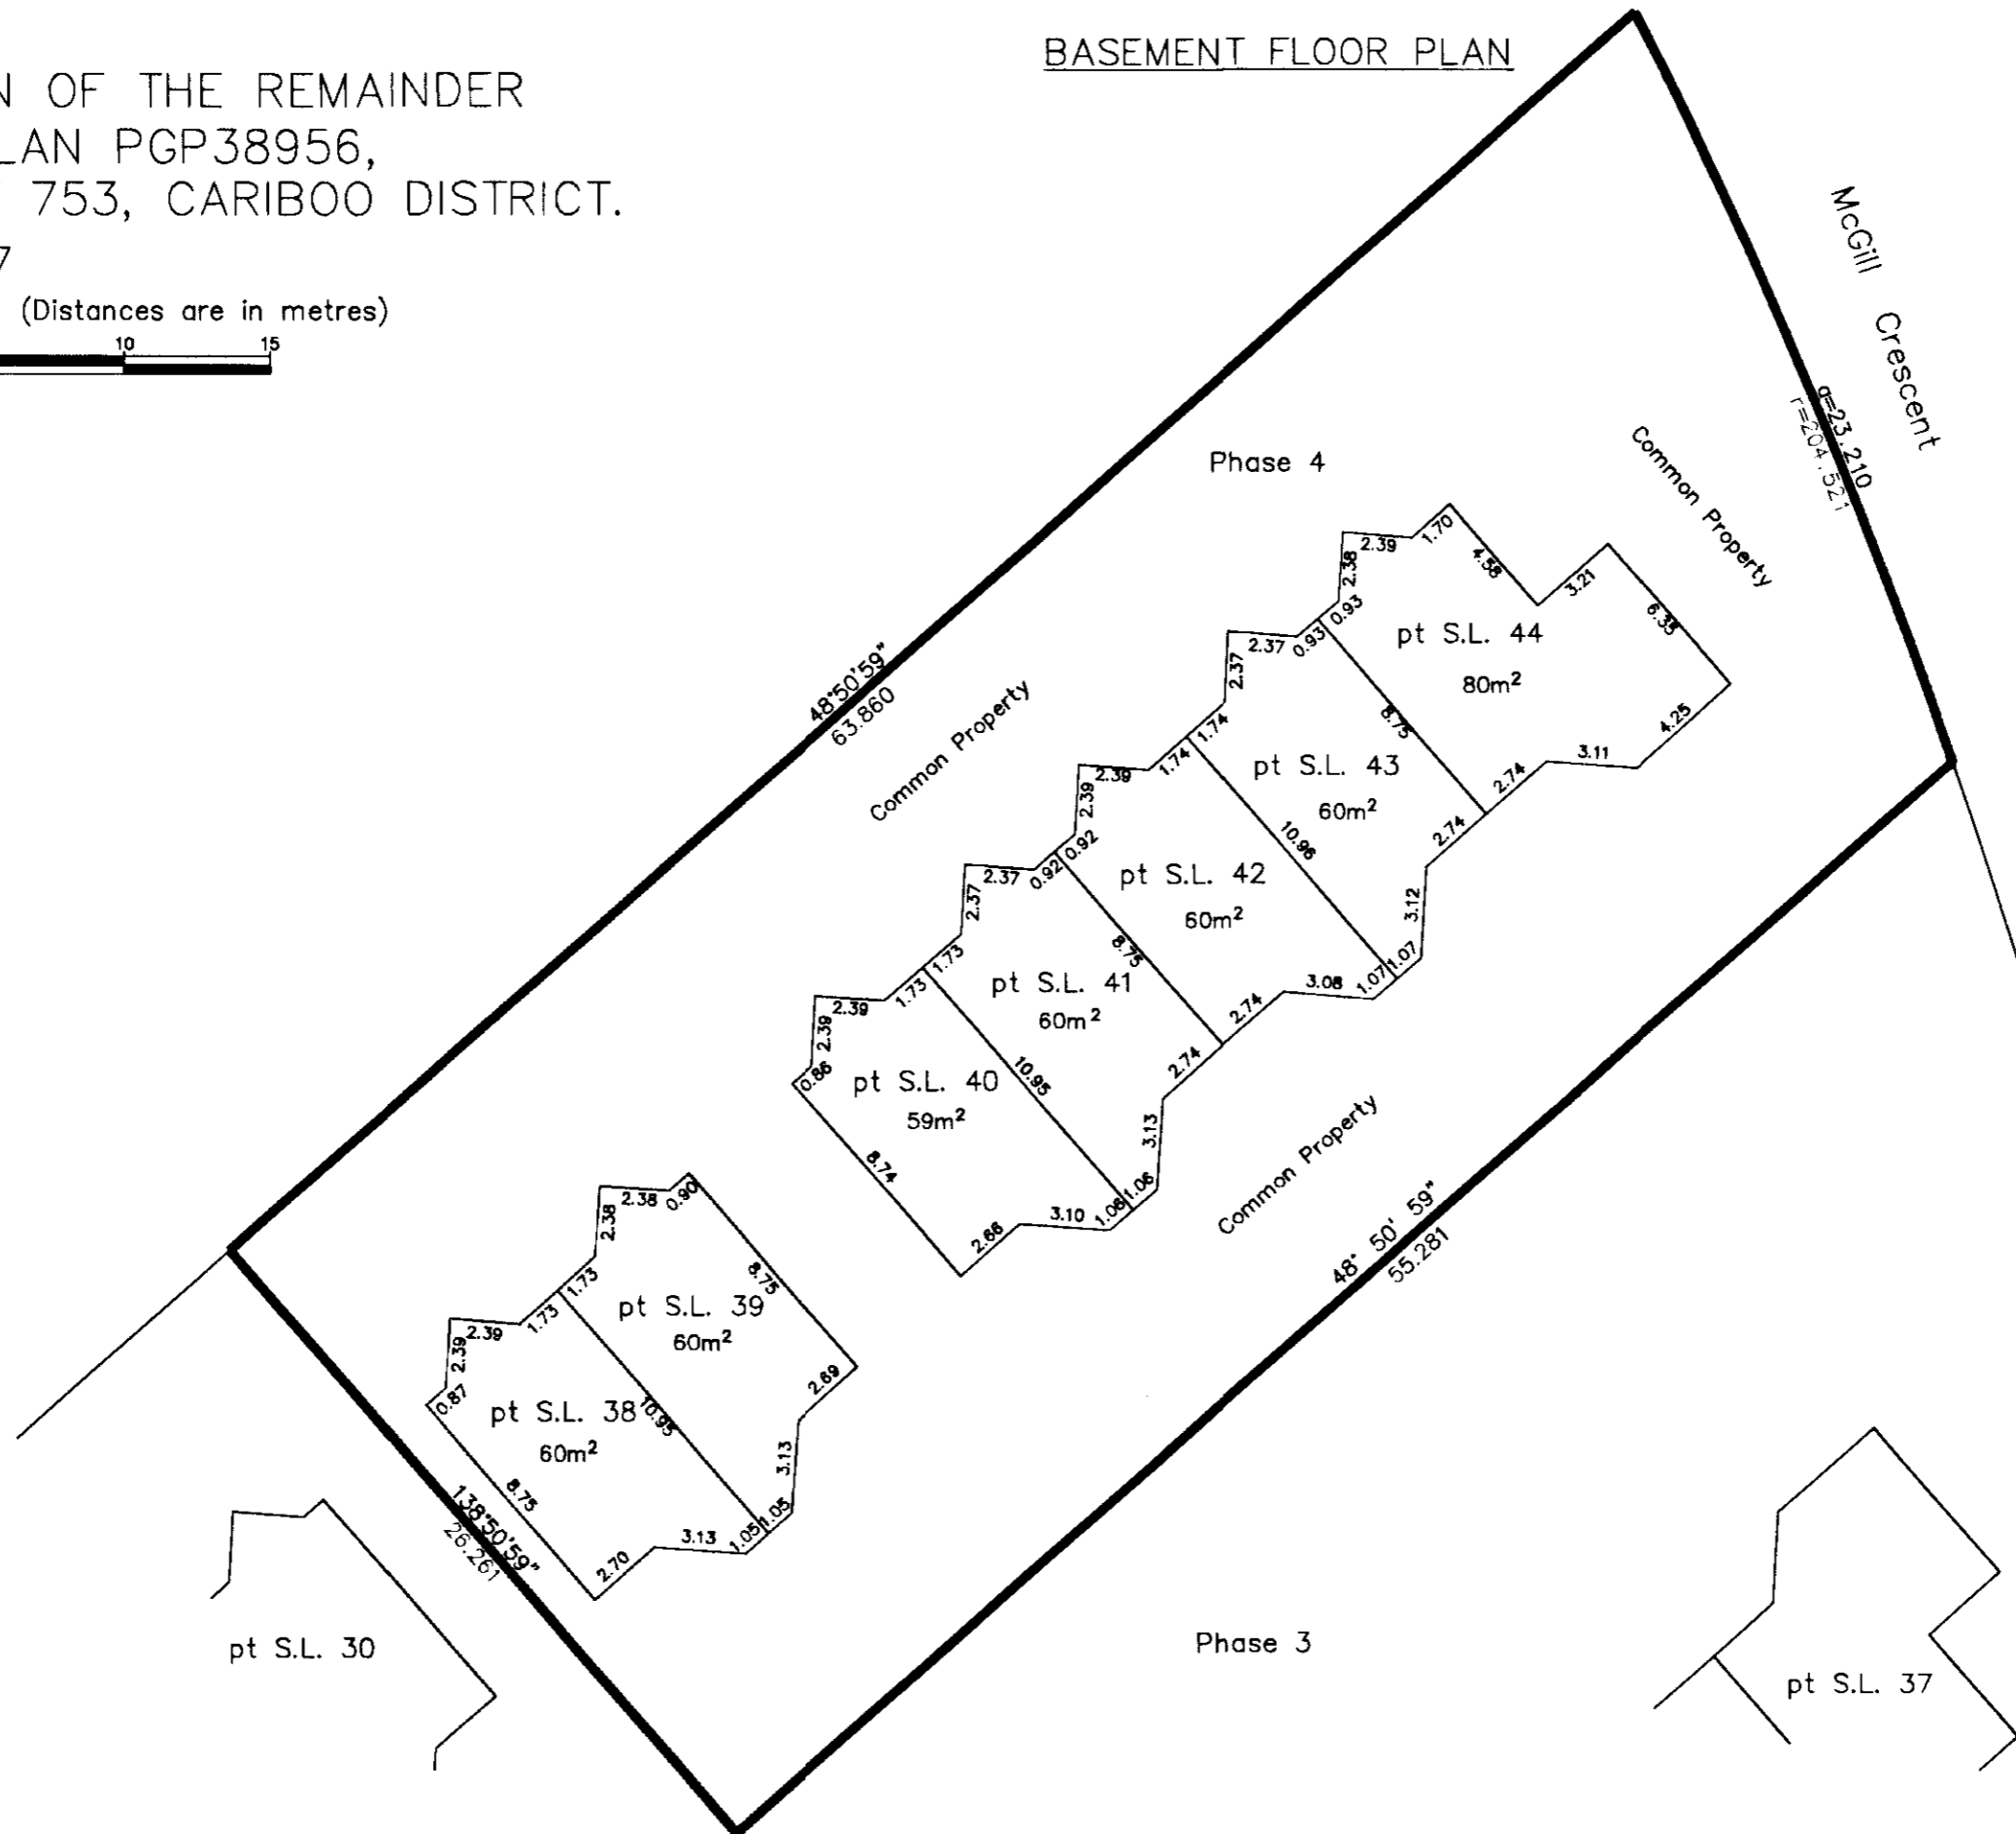 BASEMENT FLOOR PLAN
N OF THE REMAINDER
LAN PGP38956,
753, CARIBOO DISTRICT.
7
(Distances are in metres)
10 15
McGill Crescent
a=23.210
r=204.521
Common Property
Phase 4
48°50'59"
63.860
Common Property
1.70
2.39
4.58
2.38
3.21
0.93
6.35
pt S.L. 44
80m²
8.75
4.25
3.11
2.74
2.37
0.93
2.37
1.74
pt S.L. 43
60m²
10.96
2.74
3.12
1.07
2.39
1.74
2.39
0.92
pt S.L. 42
60m²
8.75
3.08
1.07
2.74
2.37
0.92
2.37
1.73
pt S.L. 41
60m²
10.95
2.74
3.13
1.06
2.39
1.73
2.39
0.86
pt S.L. 40
59m²
8.74
3.10
1.06
2.66
Common Property
48° 50' 59"
55.281
2.38
0.90
2.38
1.73
8.75
pt S.L. 39
60m²
2.69
10.95
3.13
1.05
2.39
1.73
2.39
0.87
pt S.L. 38
60m²
8.75
3.13
1.05
2.70
138°50'59"
26.261
pt S.L. 30
Phase 3
pt S.L. 37